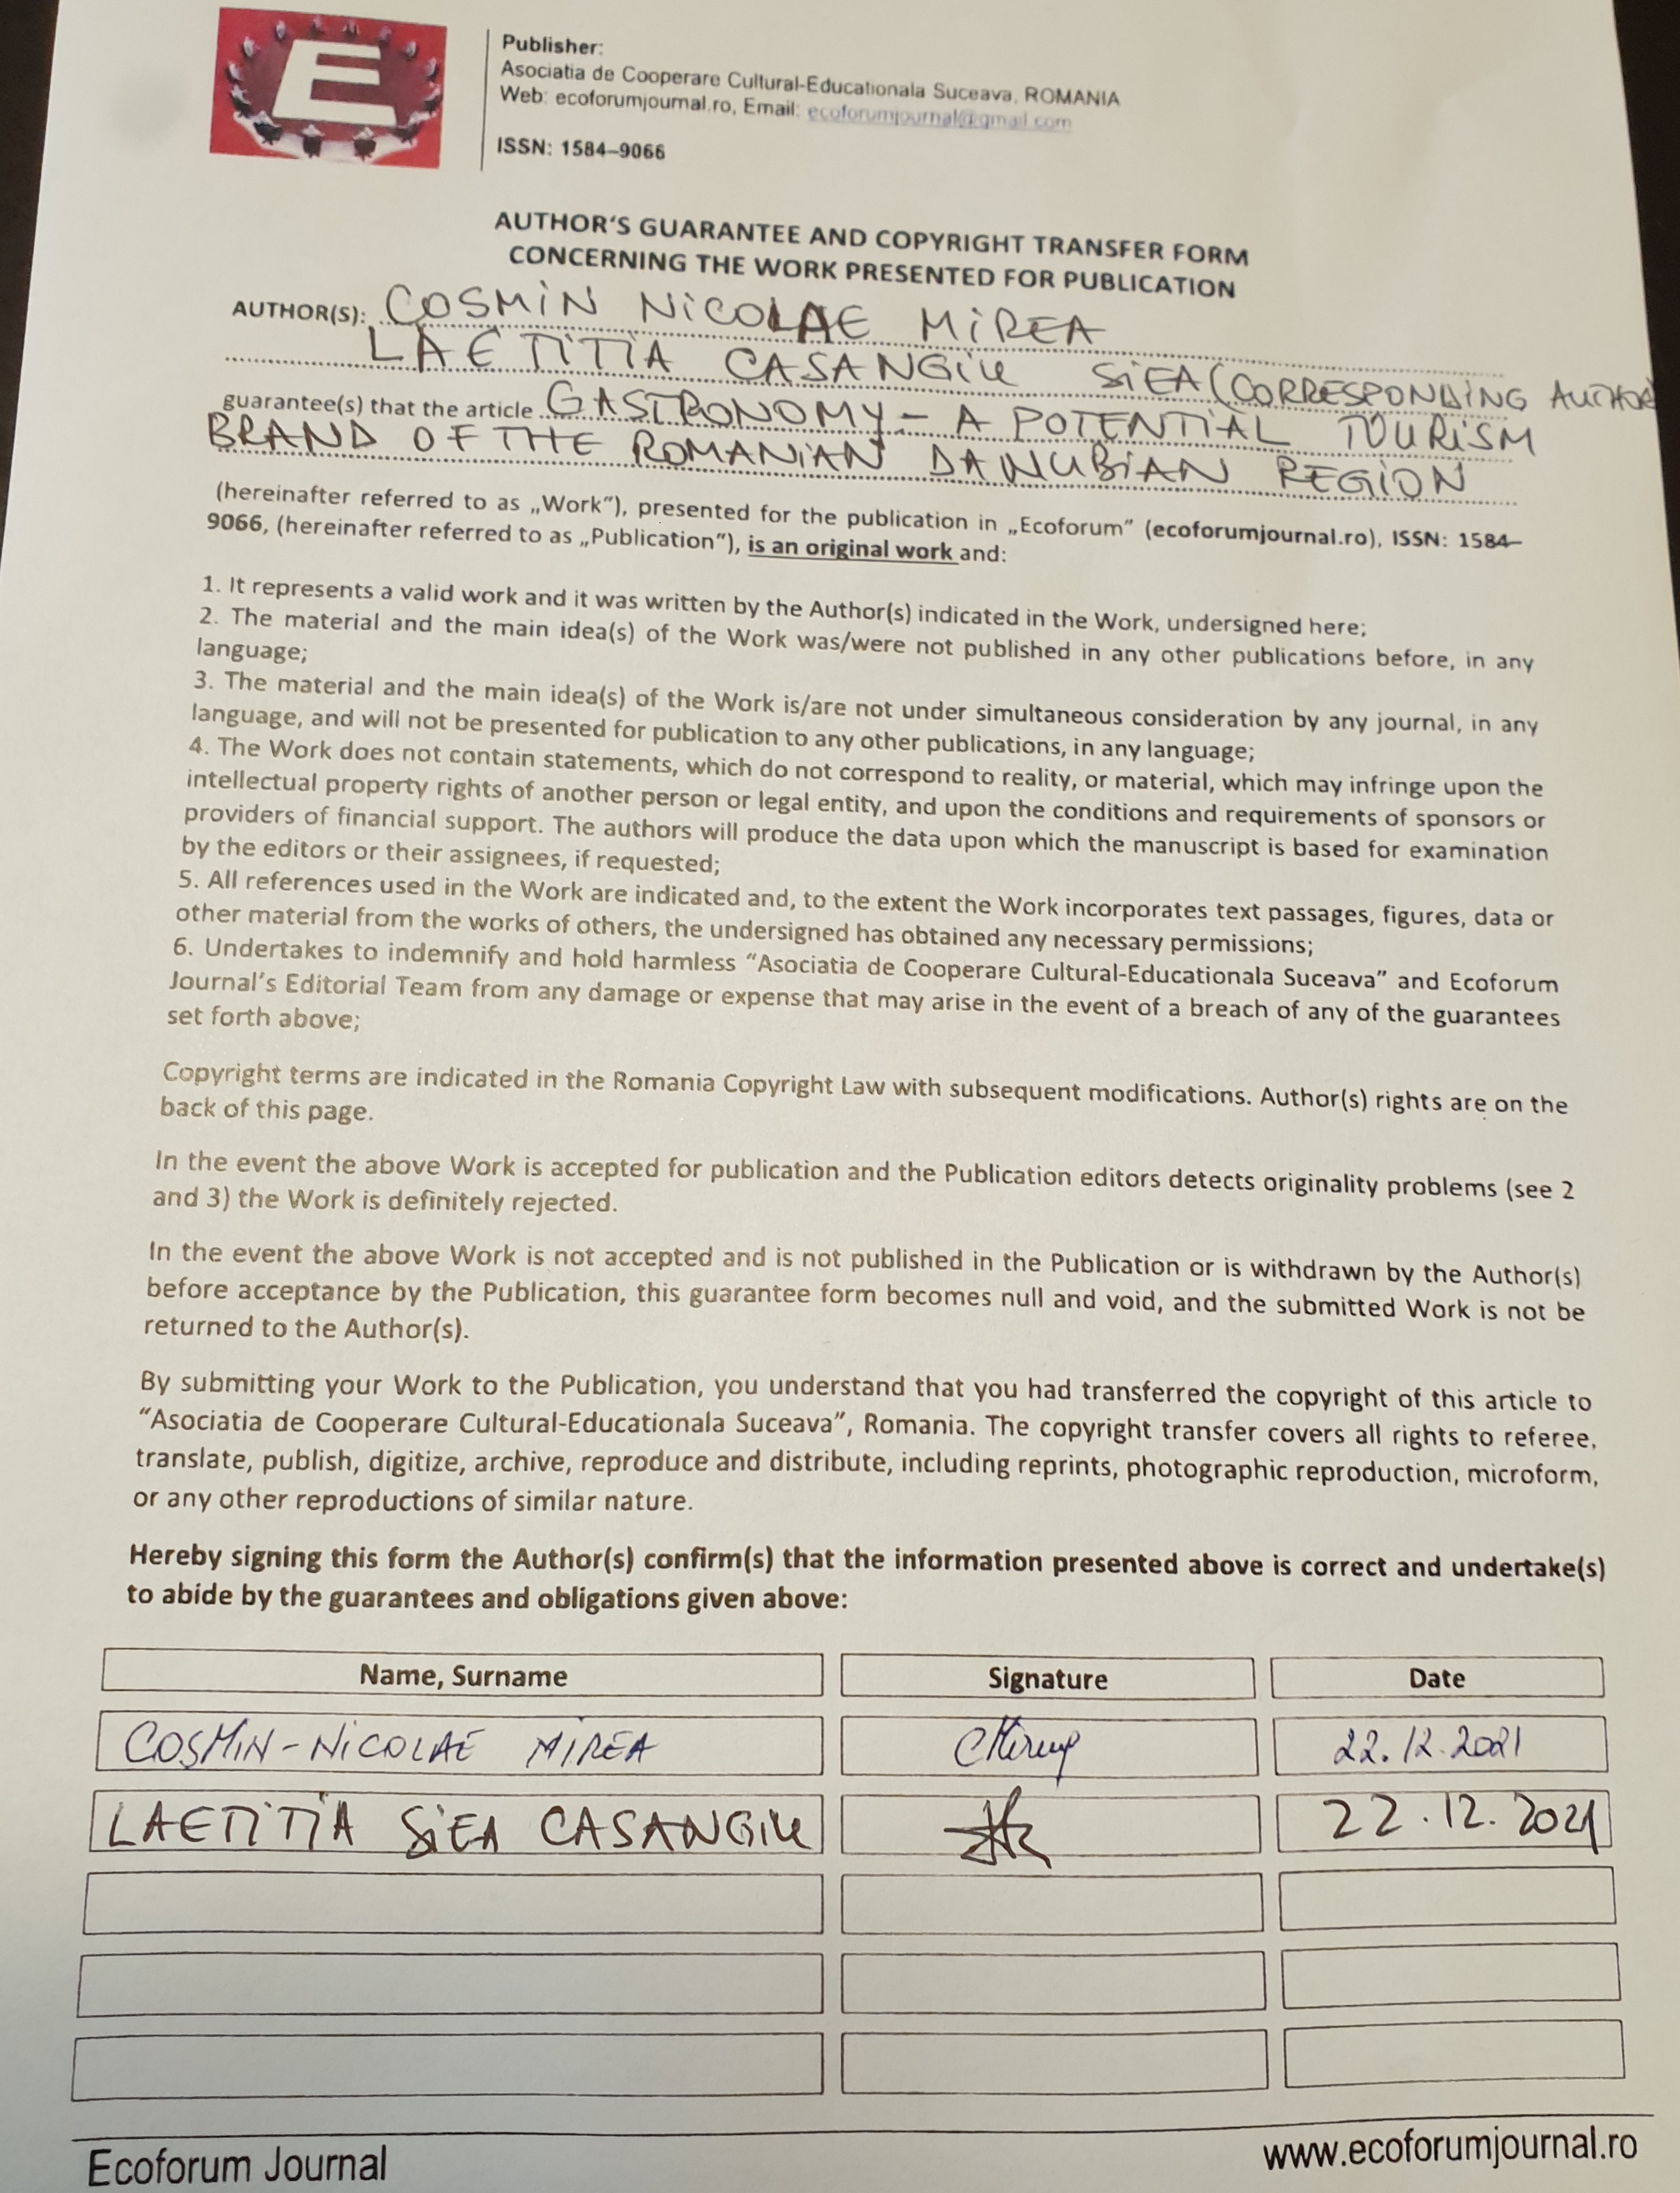 E
Publisher:
Asociatia de Cooperare Cultural-Educationala Suceava, ROMANIA
Web: ecoforumjournal.ro, Email: ecoforumjournal@gmail.com
ISSN: 1584–9066
AUTHOR'S GUARANTEE AND COPYRIGHT TRANSFER FORM
CONCERNING THE WORK PRESENTED FOR PUBLICATION
AUTHOR(S): COSMIN NICOLAE MIREA
LAETITIA CASANGIU SIEA (CORRESPONDING AUTHOR
guarantee(s) that the article GASTRONOMY – A POTENTIAL TOURISM
BRAND OF THE ROMANIAN DANUBIAN REGION
(hereinafter referred to as „Work"), presented for the publication in „Ecoforum" (ecoforumjournal.ro), ISSN: 1584–
9066, (hereinafter referred to as „Publication"), is an original work and:
1. It represents a valid work and it was written by the Author(s) indicated in the Work, undersigned here;
2. The material and the main idea(s) of the Work was/were not published in any other publications before, in any
language;
3. The material and the main idea(s) of the Work is/are not under simultaneous consideration by any journal, in any
language, and will not be presented for publication to any other publications, in any language;
4. The Work does not contain statements, which do not correspond to reality, or material, which may infringe upon the
intellectual property rights of another person or legal entity, and upon the conditions and requirements of sponsors or
providers of financial support. The authors will produce the data upon which the manuscript is based for examination
by the editors or their assignees, if requested;
5. All references used in the Work are indicated and, to the extent the Work incorporates text passages, figures, data or
other material from the works of others, the undersigned has obtained any necessary permissions;
6. Undertakes to indemnify and hold harmless "Asociatia de Cooperare Cultural-Educationala Suceava" and Ecoforum
Journal's Editorial Team from any damage or expense that may arise in the event of a breach of any of the guarantees
set forth above;
Copyright terms are indicated in the Romania Copyright Law with subsequent modifications. Author(s) rights are on the
back of this page.
In the event the above Work is accepted for publication and the Publication editors detects originality problems (see 2
and 3) the Work is definitely rejected.
In the event the above Work is not accepted and is not published in the Publication or is withdrawn by the Author(s)
before acceptance by the Publication, this guarantee form becomes null and void, and the submitted Work is not be
returned to the Author(s).
By submitting your Work to the Publication, you understand that you had transferred the copyright of this article to
"Asociatia de Cooperare Cultural-Educationala Suceava", Romania. The copyright transfer covers all rights to referee,
translate, publish, digitize, archive, reproduce and distribute, including reprints, photographic reproduction, microform,
or any other reproductions of similar nature.
Hereby signing this form the Author(s) confirm(s) that the information presented above is correct and undertake(s)
to abide by the guarantees and obligations given above:
Name, Surname Signature Date
COSMIN-NICOLAE MIREA 22.12.2021
LAETITIA SIEA CASANGIU 22.12.2021
Ecoforum Journal www.ecoforumjournal.ro